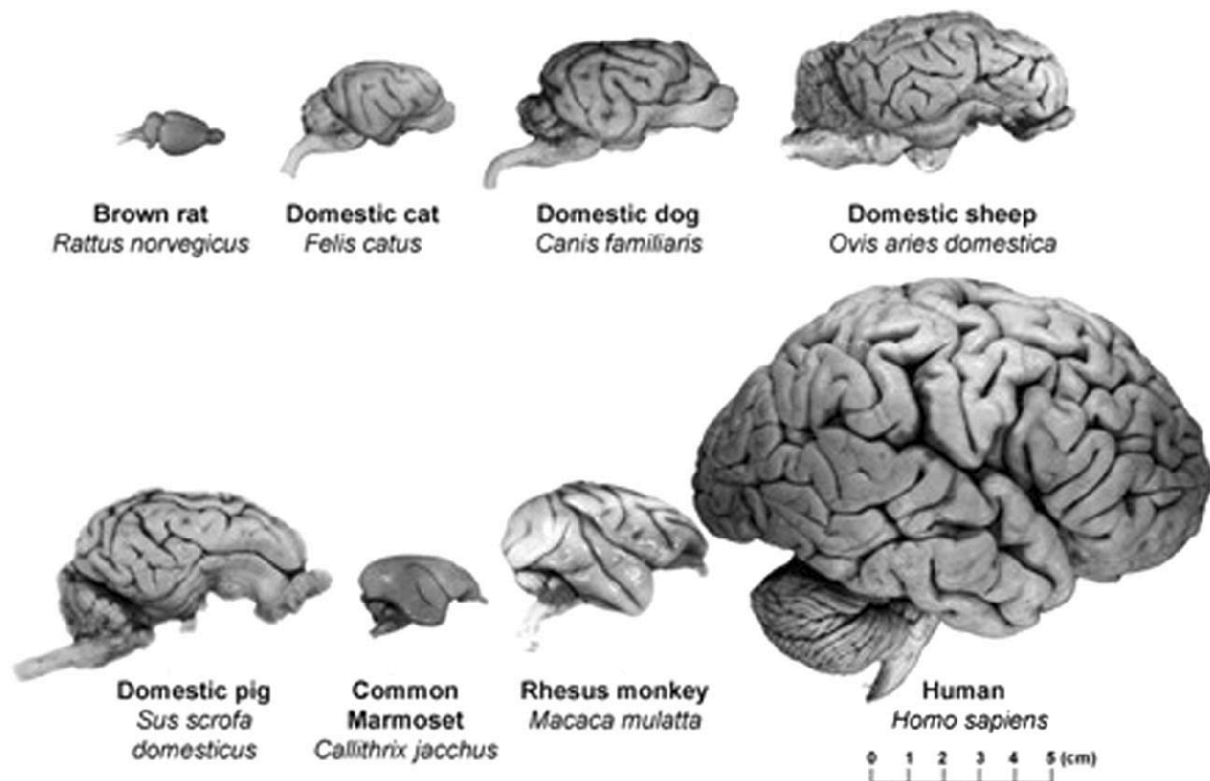 Brown rat
Rattus norvegicus
Domestic cat
Felis catus
Domestic dog
Canis familiaris
Domestic sheep
Ovis aries domestica
Domestic pig
Sus scrofa
domesticus
Common
Marmoset
Callithrix jacchus
Rhesus monkey
Macaca mulatta
Human
Homo sapiens
0 1 2 3 4 5 (cm)